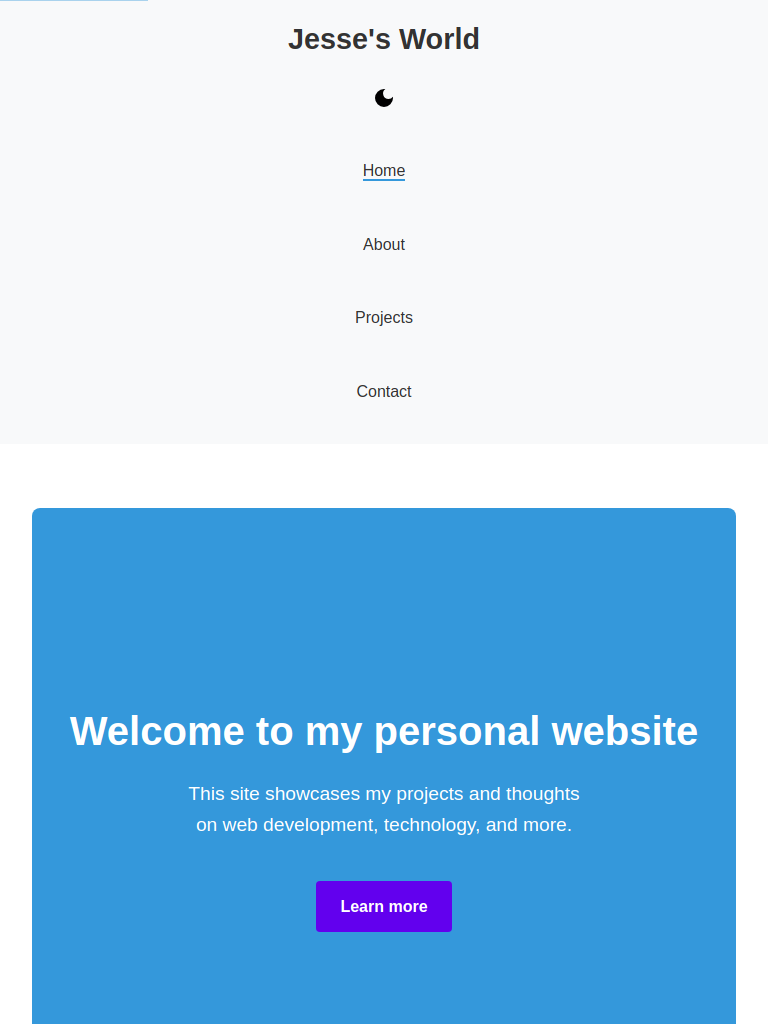 Jesse's World
Home
About
Projects
Contact
Welcome to my personal website
This site showcases my projects and thoughts
on web development, technology, and more.
Learn more